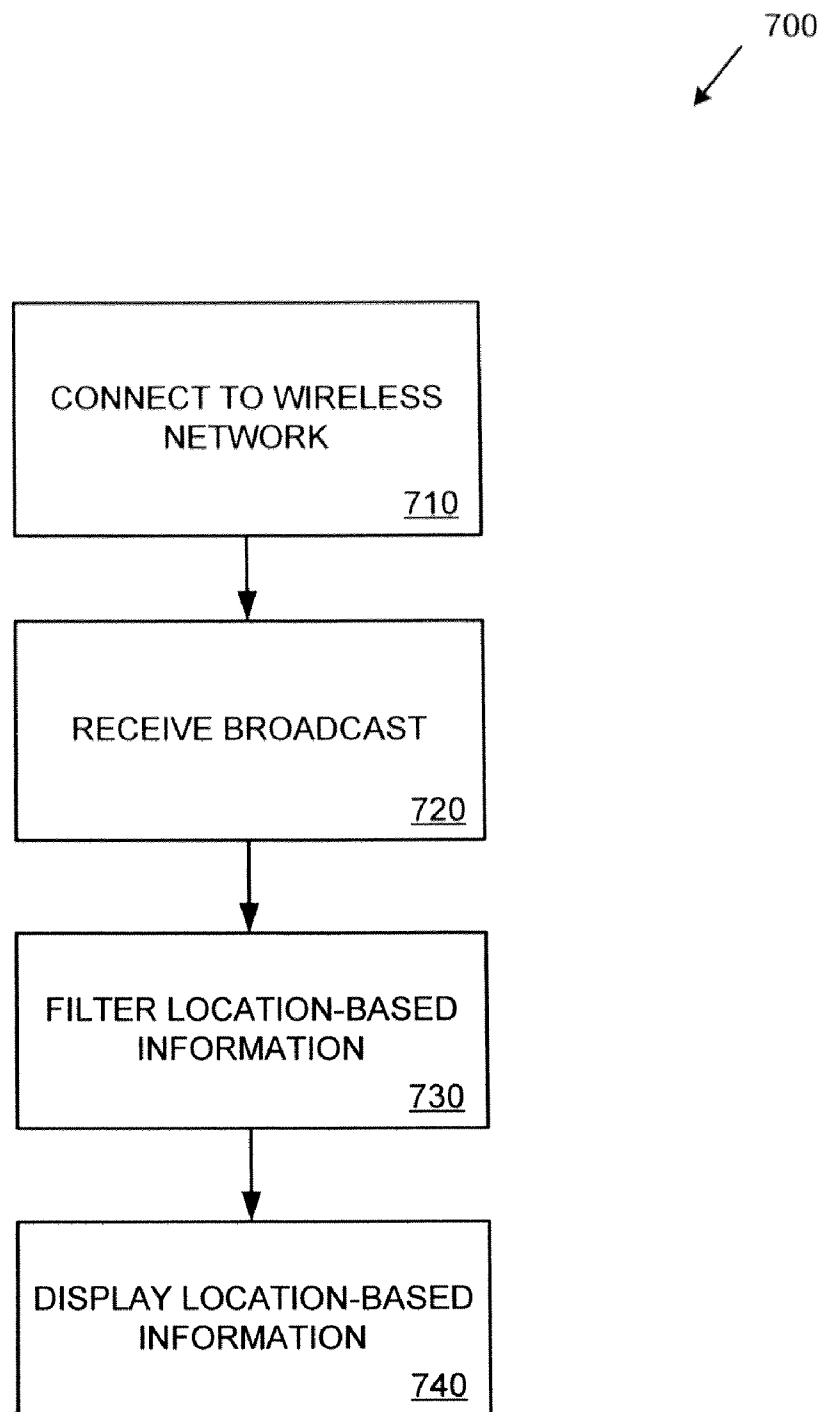 700
CONNECT TO WIRELESS
NETWORK
710
RECEIVE BROADCAST
720
FILTER LOCATION-BASED
INFORMATION
730
DISPLAY LOCATION-BASED
INFORMATION
740